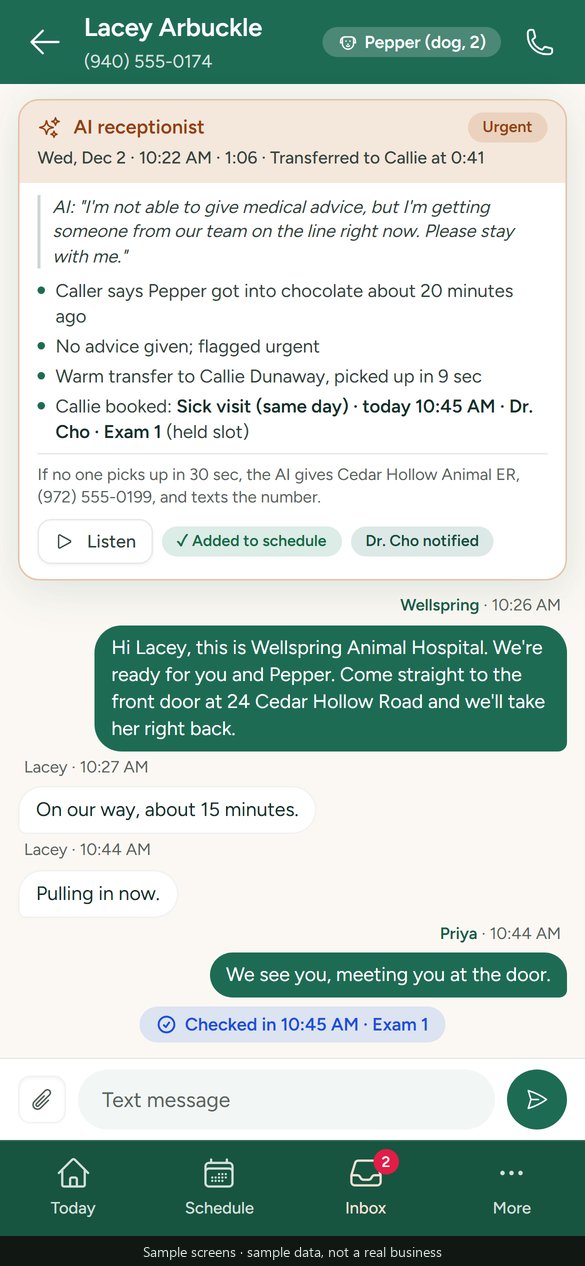 Lacey Arbuckle
(940) 555-0174
Pepper (dog, 2)
AI receptionist
Urgent
Wed, Dec 2 · 10:22 AM · 1:06 · Transferred to Callie at 0:41
AI: "I'm not able to give medical advice, but I'm getting
someone from our team on the line right now. Please stay
with me."
• Caller says Pepper got into chocolate about 20 minutes
ago
• No advice given; flagged urgent
• Warm transfer to Callie Dunaway, picked up in 9 sec
• Callie booked: Sick visit (same day) · today 10:45 AM · Dr.
Cho · Exam 1 (held slot)
If no one picks up in 30 sec, the AI gives Cedar Hollow Animal ER,
(972) 555-0199, and texts the number.
Listen
✓ Added to schedule
Dr. Cho notified
Wellspring · 10:26 AM
Hi Lacey, this is Wellspring Animal Hospital. We're
ready for you and Pepper. Come straight to the
front door at 24 Cedar Hollow Road and we'll take
her right back.
Lacey · 10:27 AM
On our way, about 15 minutes.
Lacey · 10:44 AM
Pulling in now.
Priya · 10:44 AM
We see you, meeting you at the door.
Checked in 10:45 AM · Exam 1
Text message
2
Today
Schedule
Inbox
More
Sample screens · sample data, not a real business